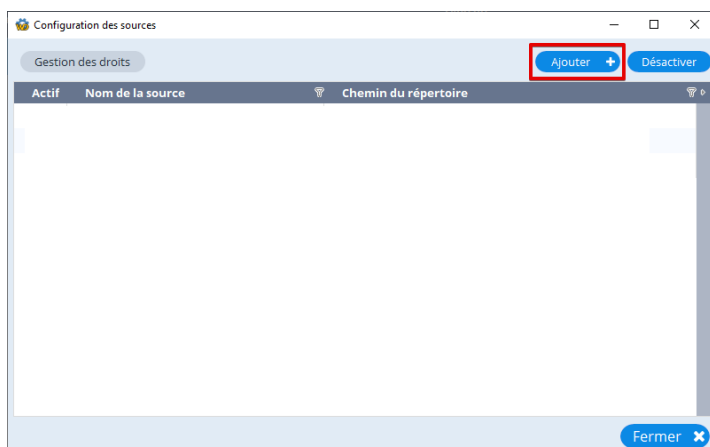 Configuration des sources
Gestion des droits
Ajouter
Désactiver
Actif Nom de la source Chemin du répertoire
Fermer